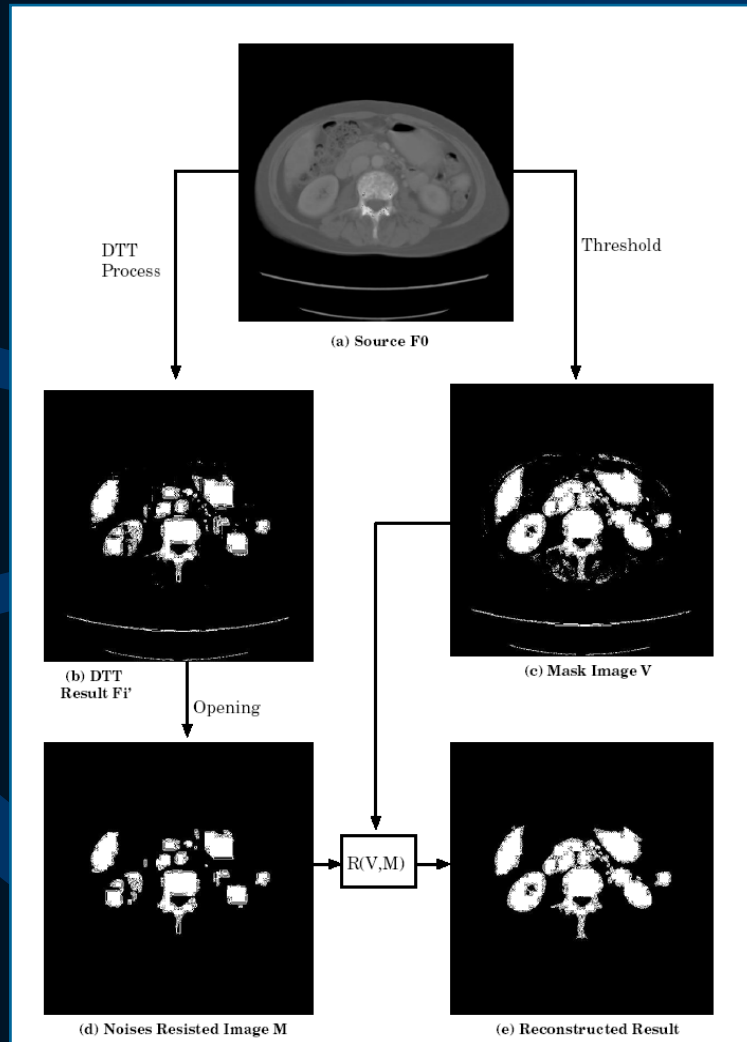 DTT
Process
Threshold
(a) Source F0
(b) DTT
Result Fi'
(c) Mask Image V
Opening
R(V,M)
(d) Noises Resisted Image M
(e) Reconstructed Result